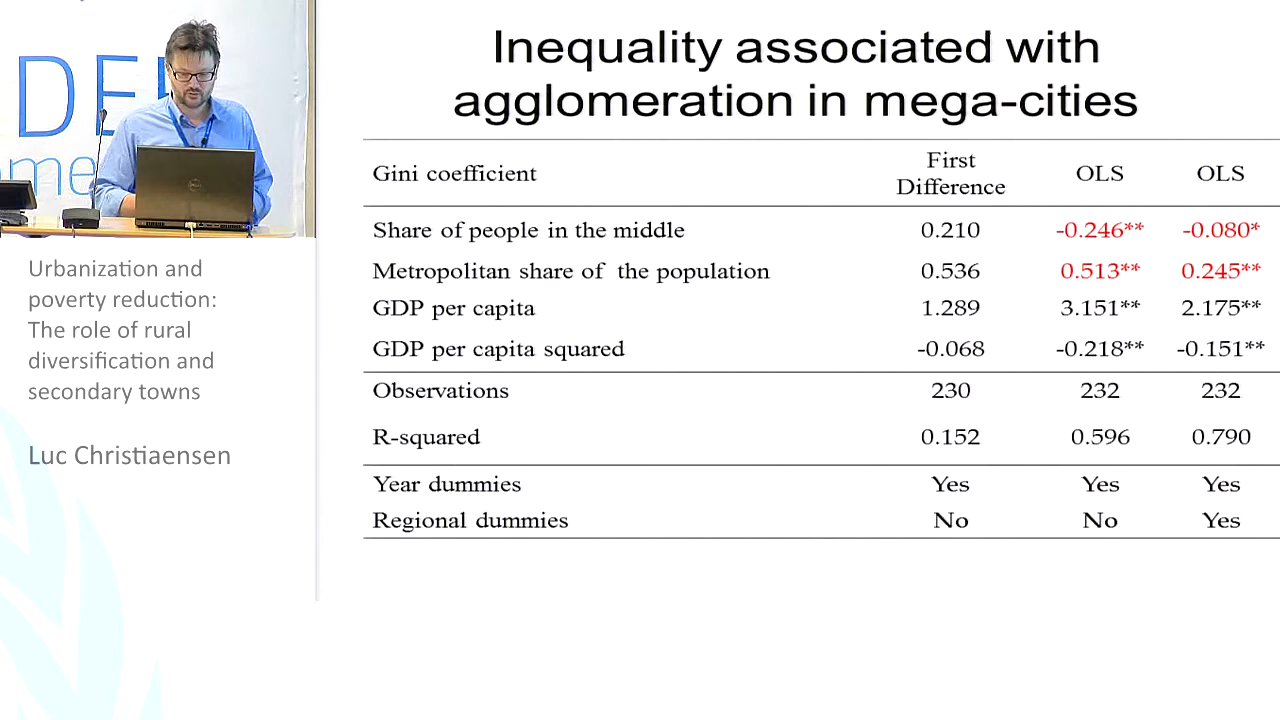 DE
ome
Urbanization and
poverty reduction:
The role of rural
diversification and
secondary towns
Luc Christiaensen
Inequality associated with
agglomeration in mega-cities
Gini coefficient First Difference OLS OLS
Share of people in the middle 0.210 -0.246** -0.080*
Metropolitan share of the population 0.536 0.513** 0.245**
GDP per capita 1.289 3.151** 2.175**
GDP per capita squared -0.068 -0.218** -0.151**
Observations 230 232 232
R-squared 0.152 0.596 0.790
Year dummies Yes Yes Yes
Regional dummies No No Yes